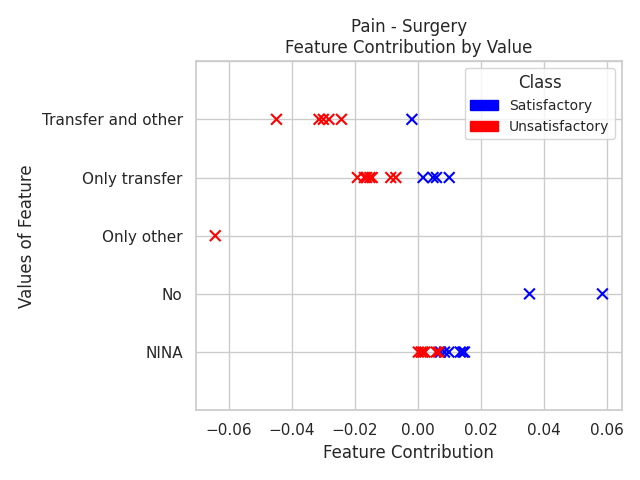 Pain - Surgery
Feature Contribution by Value
Class
Satisfactory
Unsatisfactory
Values of Feature
Transfer and other
Only transfer
Only other
No
NINA
−0.06 −0.04 −0.02 0.00 0.02 0.04 0.06
Feature Contribution